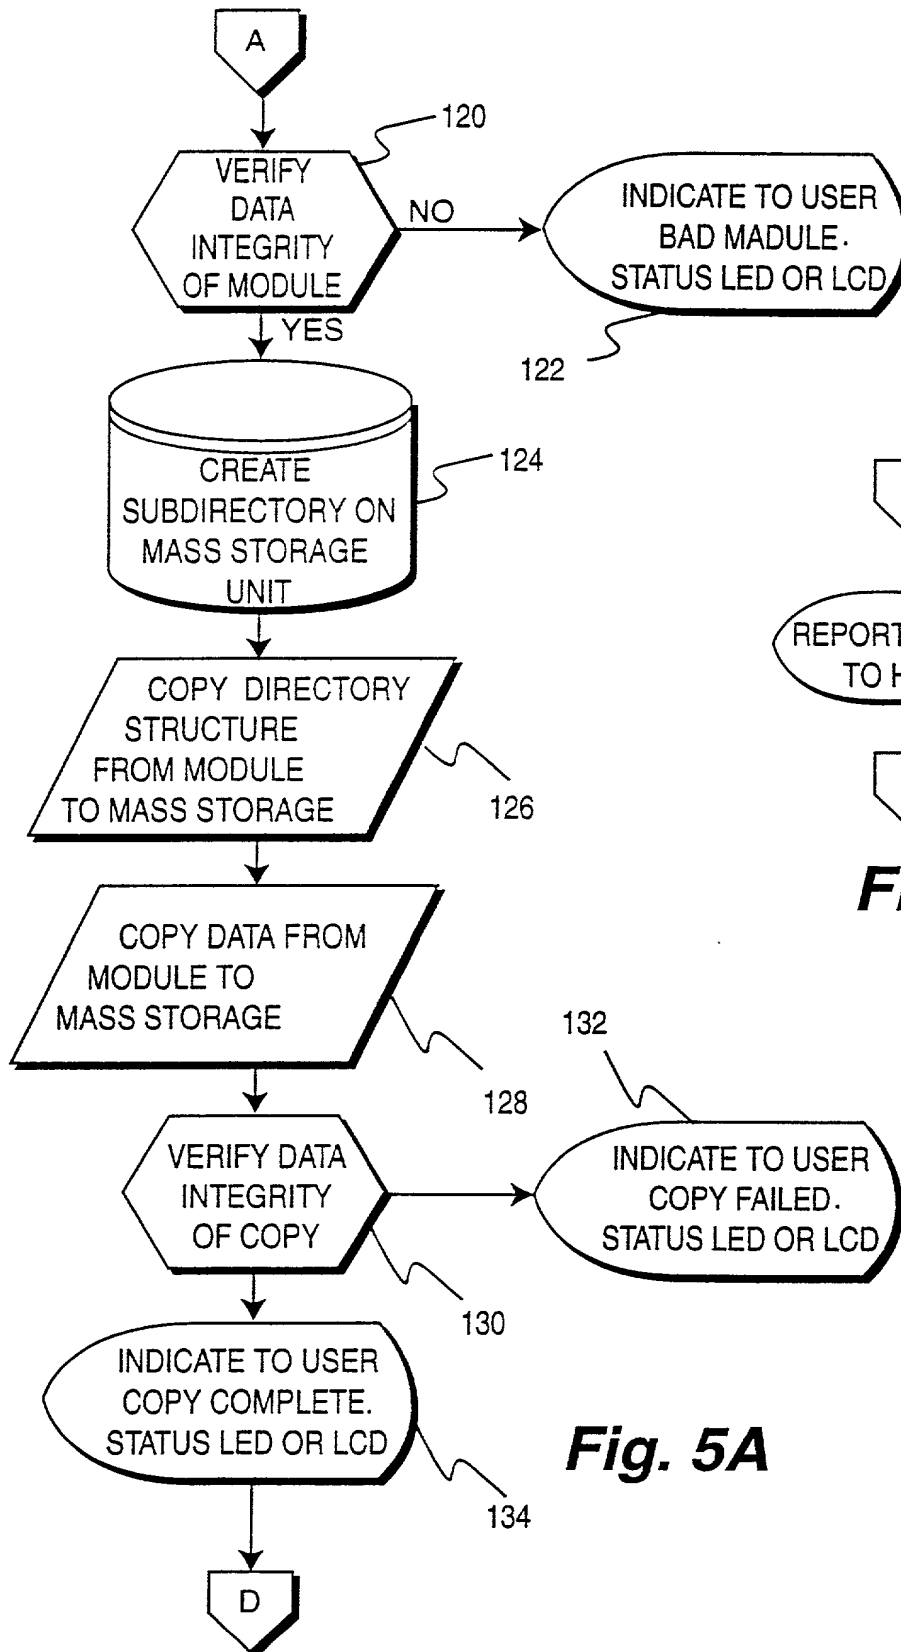 A
120
VERIFY
DATA
INTEGRITY
OF MODULE
NO
INDICATE TO USER
BAD MADULE.
STATUS LED OR LCD
122
YES
CREATE
SUBDIRECTORY ON
MASS STORAGE
UNIT
124
REPORT
TO H
COPY DIRECTORY
STRUCTURE
FROM MODULE
TO MASS STORAGE
126
COPY DATA FROM
MODULE TO
MASS STORAGE
128
132
VERIFY DATA
INTEGRITY
OF COPY
INDICATE TO USER
COPY FAILED.
STATUS LED OR LCD
130
INDICATE TO USER
COPY COMPLETE.
STATUS LED OR LCD
134
Fig. 5A
D